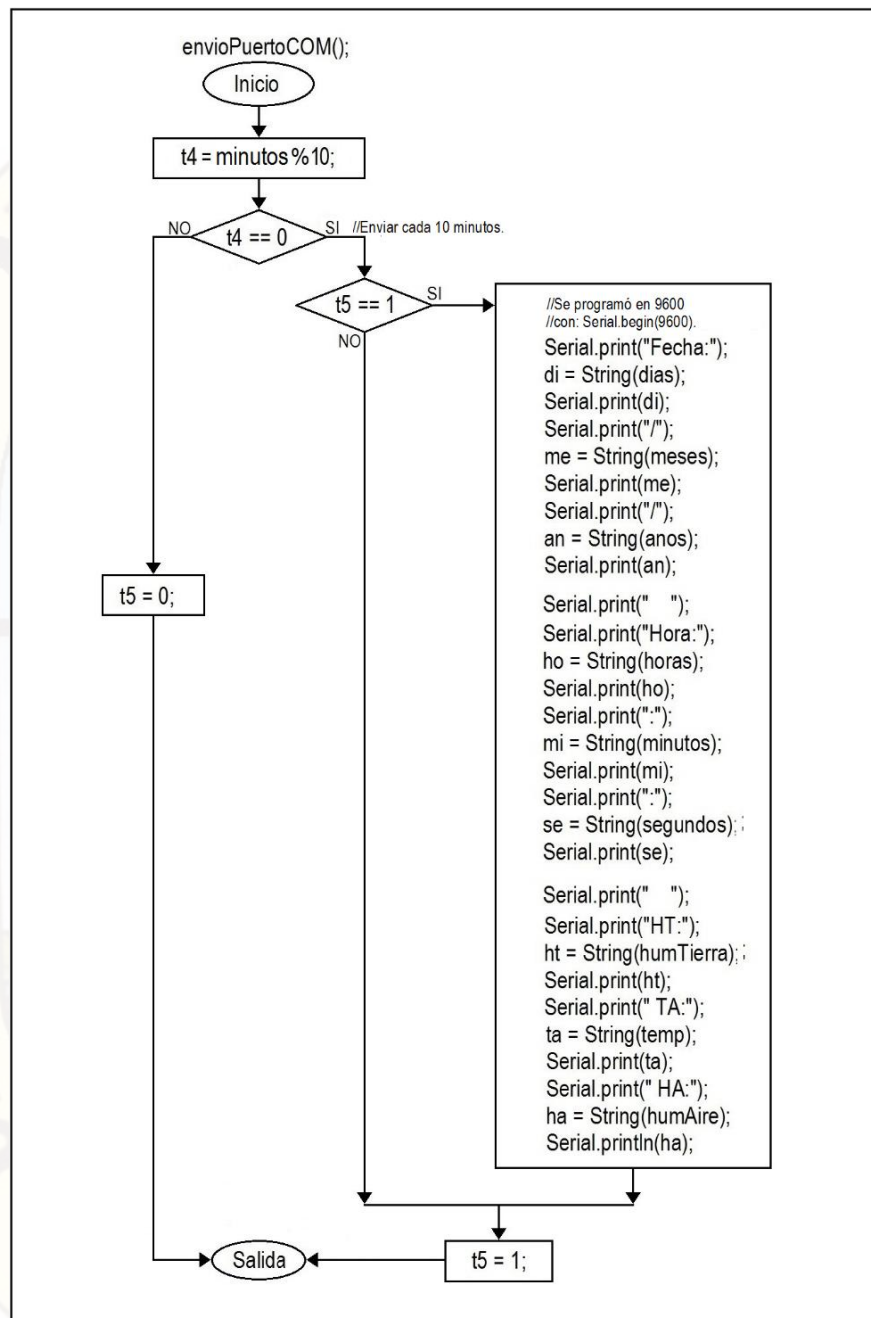 envioPuertoCOM();
Inicio
t4 = minutos %10;
NO
t4 == 0
SI
//Enviar cada 10 minutos.
t5 == 1
SI
NO
//Se programó en 9600
//con: Serial.begin(9600).
Serial.print("Fecha:");
di = String(dias);
Serial.print(di);
Serial.print("/");
me = String(meses);
Serial.print(me);
Serial.print("/");
an = String(anos);
Serial.print(an);
Serial.print("    ");
Serial.print("Hora:");
ho = String(horas);
Serial.print(ho);
Serial.print(":");
mi = String(minutos);
Serial.print(mi);
Serial.print(":");
se = String(segundos); ;
Serial.print(se);
Serial.print("    ");
Serial.print("HT:");
ht = String(humTierra); ;
Serial.print(ht);
Serial.print(" TA:");
ta = String(temp);
Serial.print(ta);
Serial.print(" HA:");
ha = String(humAire);
Serial.println(ha);
t5 = 0;
Salida
t5 = 1;